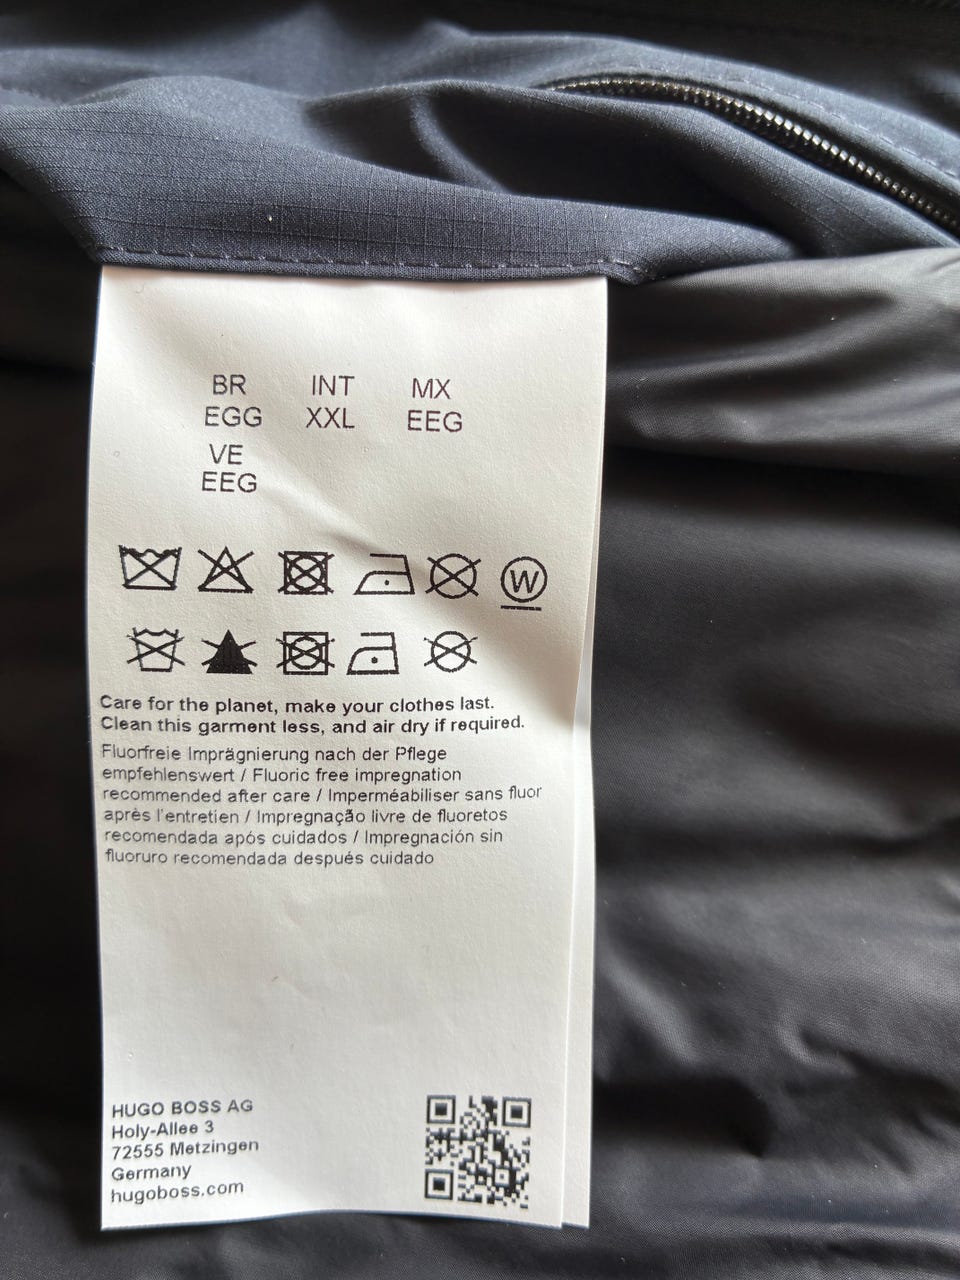 BR INT MX
EGG XXL EEG
VE
EEG
W
Care for the planet, make your clothes last.
Clean this garment less, and air dry if required.
Fluorfreie Imprägnierung nach der Pflege
empfehlenswert / Fluoric free impregnation
recommended after care / Imperméabiliser sans fluor
après l'entretien / Impregnação livre de fluoretos
recomendada após cuidados / Impregnación sin
fluoruro recomendada después cuidado
HUGO BOSS AG
Holy-Allee 3
72555 Metzingen
Germany
hugoboss.com